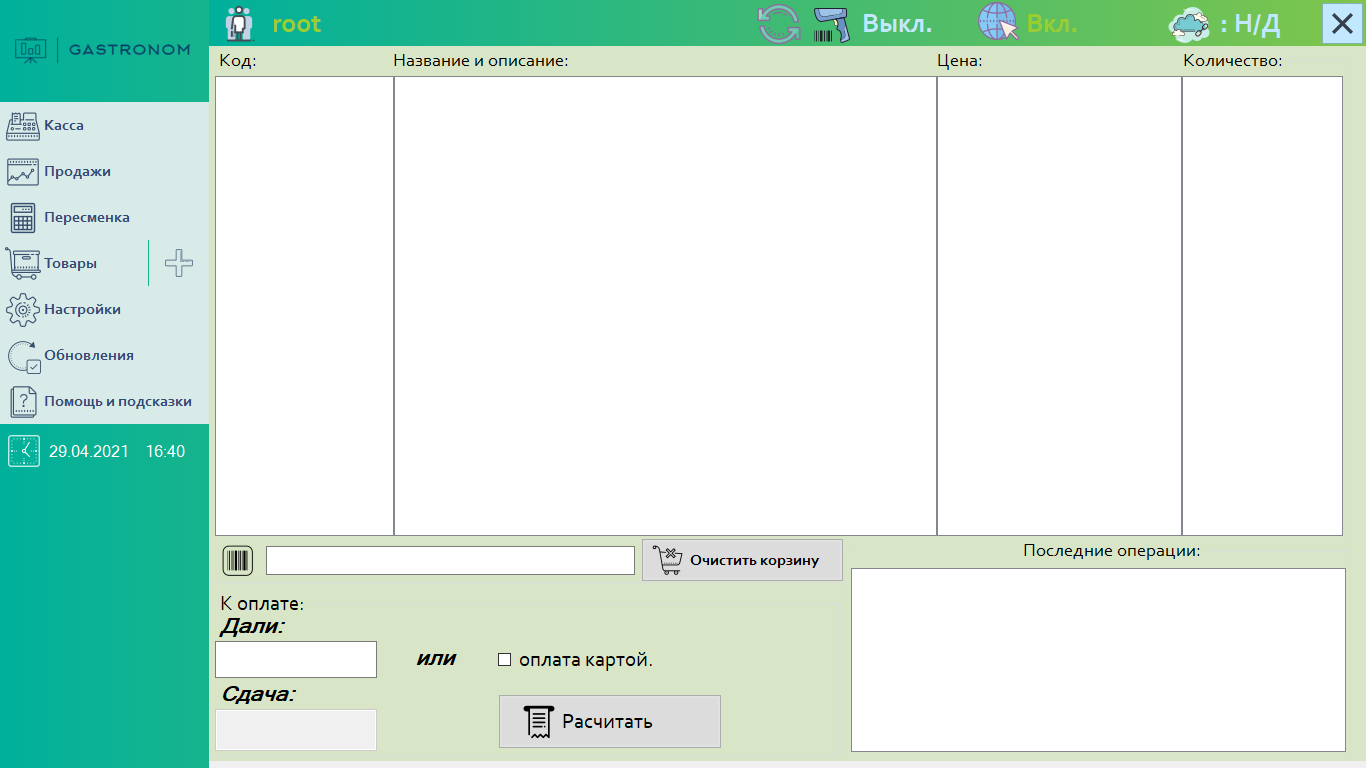 GASTRONOM
root
Выкл.
Вкл.
: Н/Д
Касса
Продажи
Пересменка
Товары
Настройки
Обновления
Помощь и подсказки
29.04.2021 16:40
Код: Название и описание: Цена: Количество:
Очистить корзину
Последние операции:
К оплате:
Дали:
или
оплата картой.
Сдача:
Расчитать